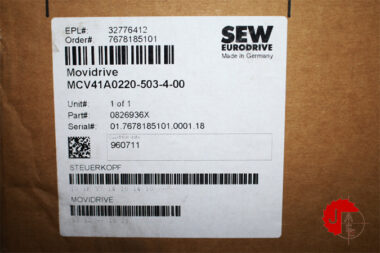 EPL#: 32776412
Order#: 7678185101
SEW
EURODRIVE
Made in Germany
Movidrive
MCV41A0220-503-4-00
Unit#: 1 of 1
Part#: 0826936X
Serial#: 01.7678185101.0001.18
960711
STEUERKOPF
MOVIDRIVE